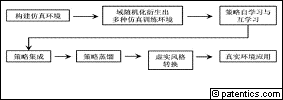 构建仿真环境
域随机化衍生出
多种仿真训练环境
策略自学习与
互学习
策略集成
策略蒸馏
虚实风格
转换
真实环境应用
© patentics.com